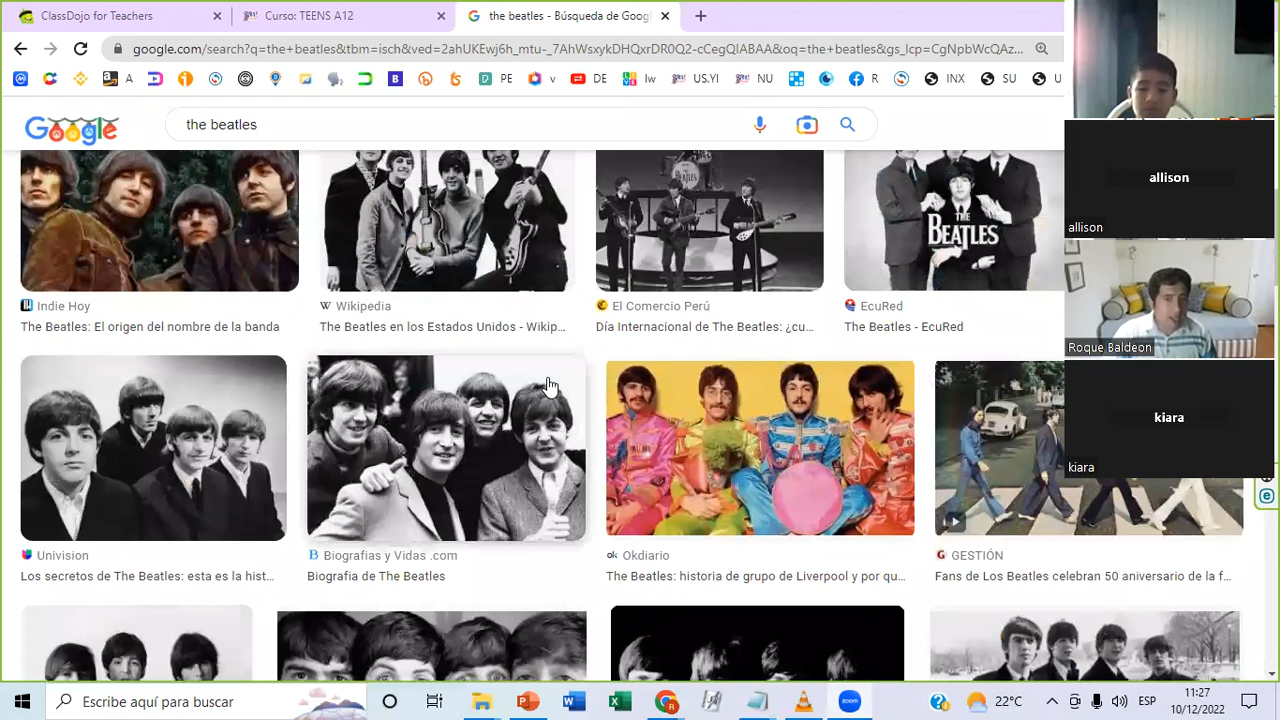 ClassDojo for Teachers
Curso: TEENS A12
the beatles - Búsqueda de Googl
google.com/search?q=the+beatles&tbm=isch&ved=2ahUKEwj6h_mtu-_7AhWsxykDHQxrDR0Q2-cCegQIABAA&oq=the+beatles&gs_lcp=CgNpbWcQAz...
A PE v DE Iw US.YI NU R INX SU U
Google
the beatles
THE BEATLES
Indie Hoy
The Beatles: El origen del nombre de la banda
Wikipedia
The Beatles en los Estados Unidos - Wikip...
El Comercio Perú
Día Internacional de The Beatles: ¿cu...
EcuRed
The Beatles - EcuRed
Univision
Los secretos de The Beatles: esta es la hist...
Biografias y Vidas .com
Biografia de The Beatles
Okdiario
The Beatles: historia de grupo de Liverpool y por qu...
GESTIÓN
Fans de Los Beatles celebran 50 aniversario de la f...
allison
allison
Roque Baldeon
kiara
kiara
Escribe aquí para buscar
zoom
22°C
ESP
11:27
10/12/2022